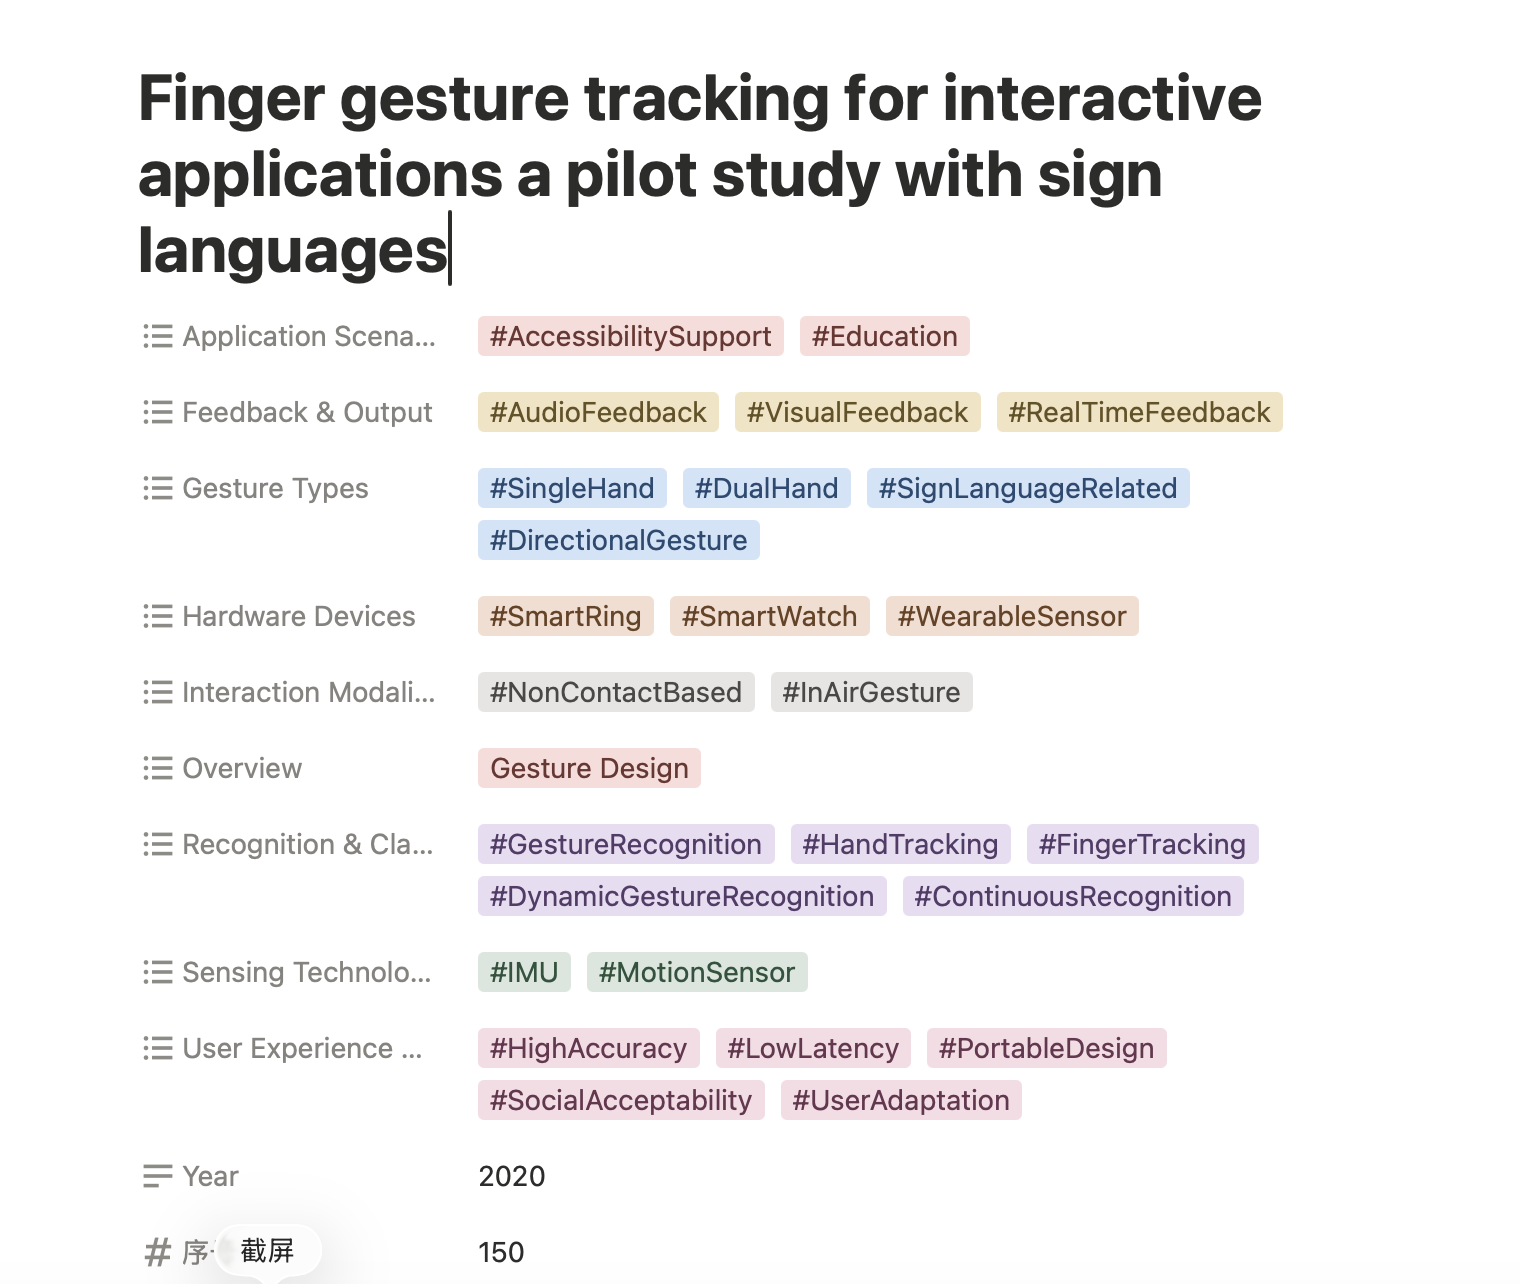 Finger gesture tracking for interactive
applications a pilot study with sign
languages
Application Scena... #AccessibilitySupport #Education
Feedback & Output #AudioFeedback #VisualFeedback #RealTimeFeedback
Gesture Types #SingleHand #DualHand #SignLanguageRelated
#DirectionalGesture
Hardware Devices #SmartRing #SmartWatch #WearableSensor
Interaction Modali... #NonContactBased #InAirGesture
Overview Gesture Design
Recognition & Cla... #GestureRecognition #HandTracking #FingerTracking
#DynamicGestureRecognition #ContinuousRecognition
Sensing Technolo... #IMU #MotionSensor
User Experience ... #HighAccuracy #LowLatency #PortableDesign
#SocialAcceptability #UserAdaptation
Year 2020
序 截屏 150